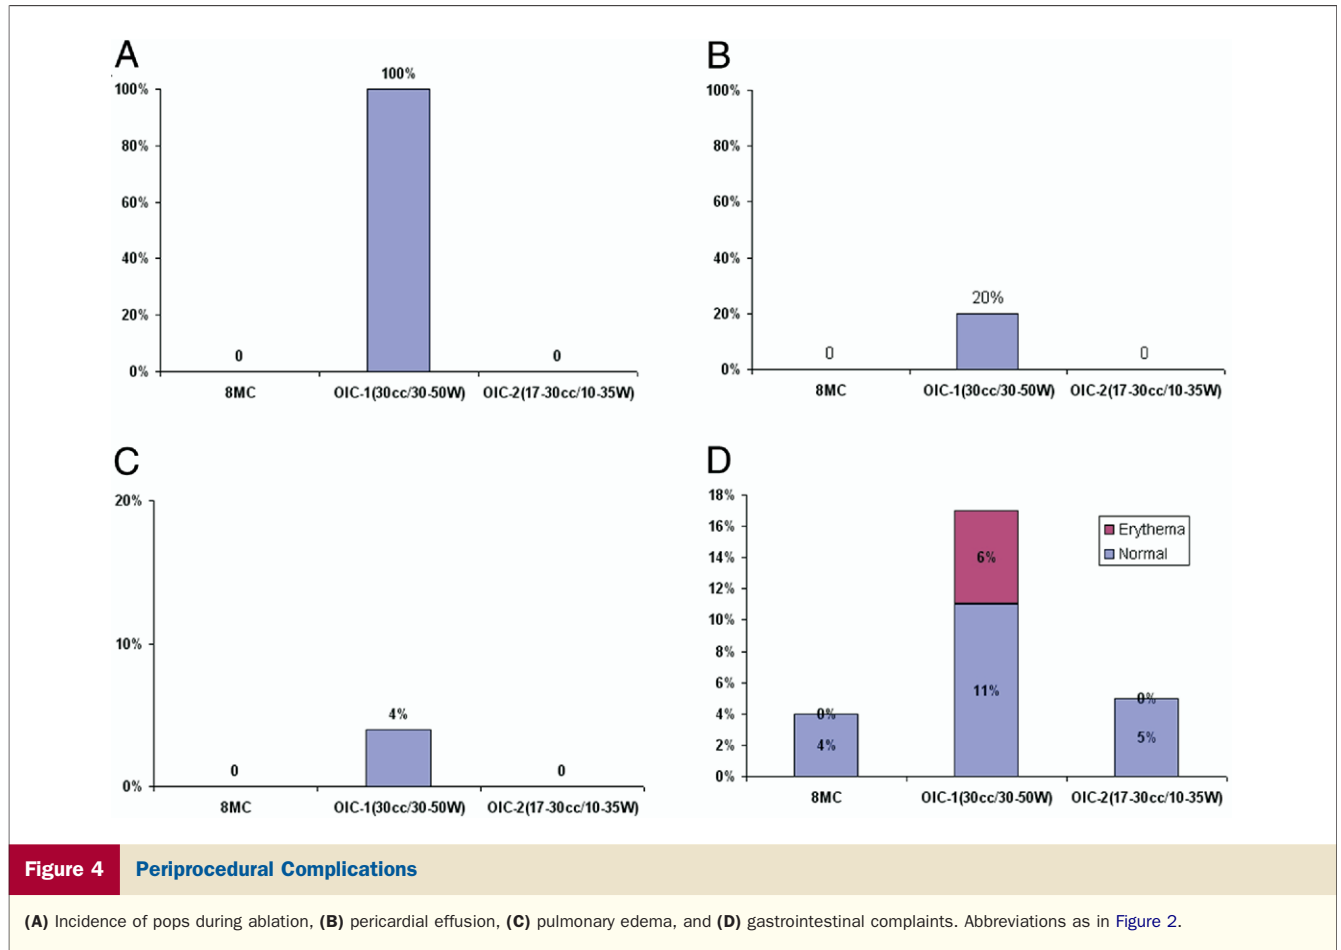 A
100%
100%
80%
60%
40%
20%
0%
0
0
8MC
OIC-1(30cc/30-50W)
OIC-2(17-30cc/10-35W)
B
100%
80%
60%
40%
20%
0%
0
20%
0
8MC
OIC-1(30cc/30-50W)
OIC-2(17-30cc/10-35W)
C
20%
10%
0%
0
4%
0
8MC
OIC-1(30cc/30-50W)
OIC-2(17-30cc/10-35W)
D
18%
16%
14%
12%
10%
8%
6%
4%
2%
0%
Erythema
Normal
6%
11%
0%
4%
0%
5%
8MC
OIC-1(30cc/30-50W)
OIC-2(17-30cc/10-35W)
Figure 4 Periprocedural Complications
(A) Incidence of pops during ablation, (B) pericardial effusion, (C) pulmonary edema, and (D) gastrointestinal complaints. Abbreviations as in Figure 2.